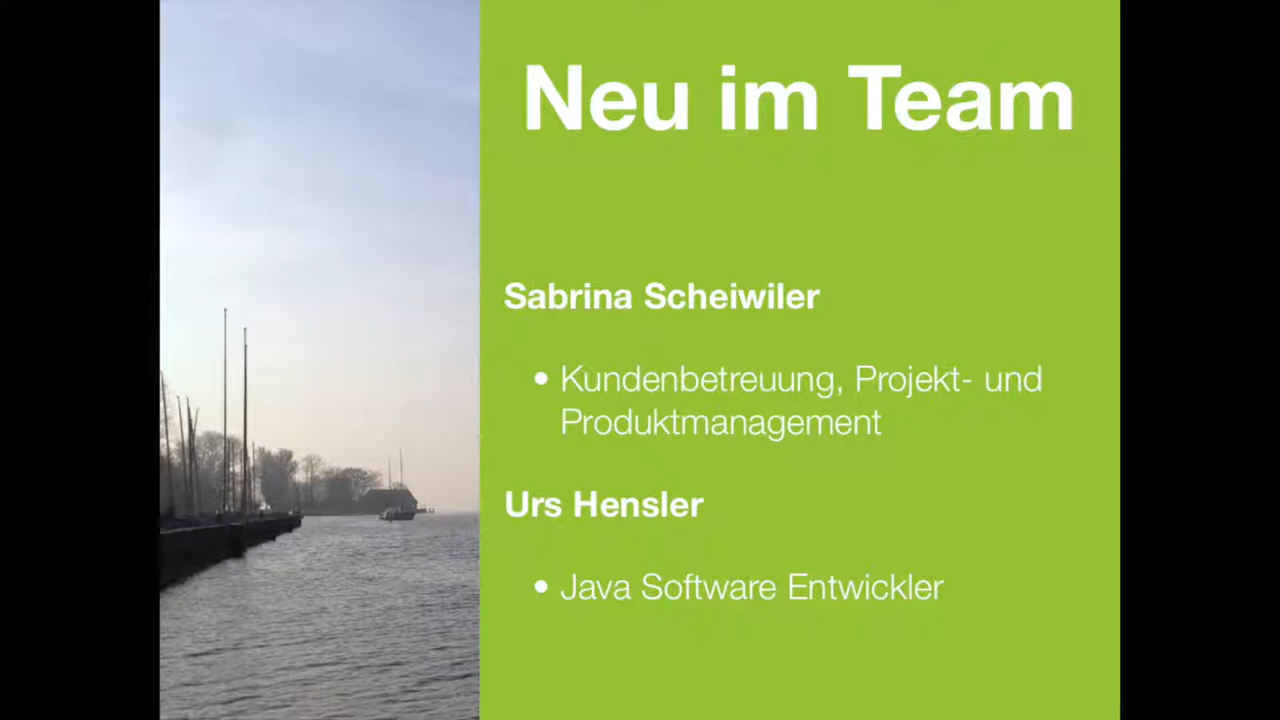 Neu im Team
Sabrina Scheiwiler
• Kundenbetreuung, Projekt- und
Produktmanagement
Urs Hensler
• Java Software Entwickler